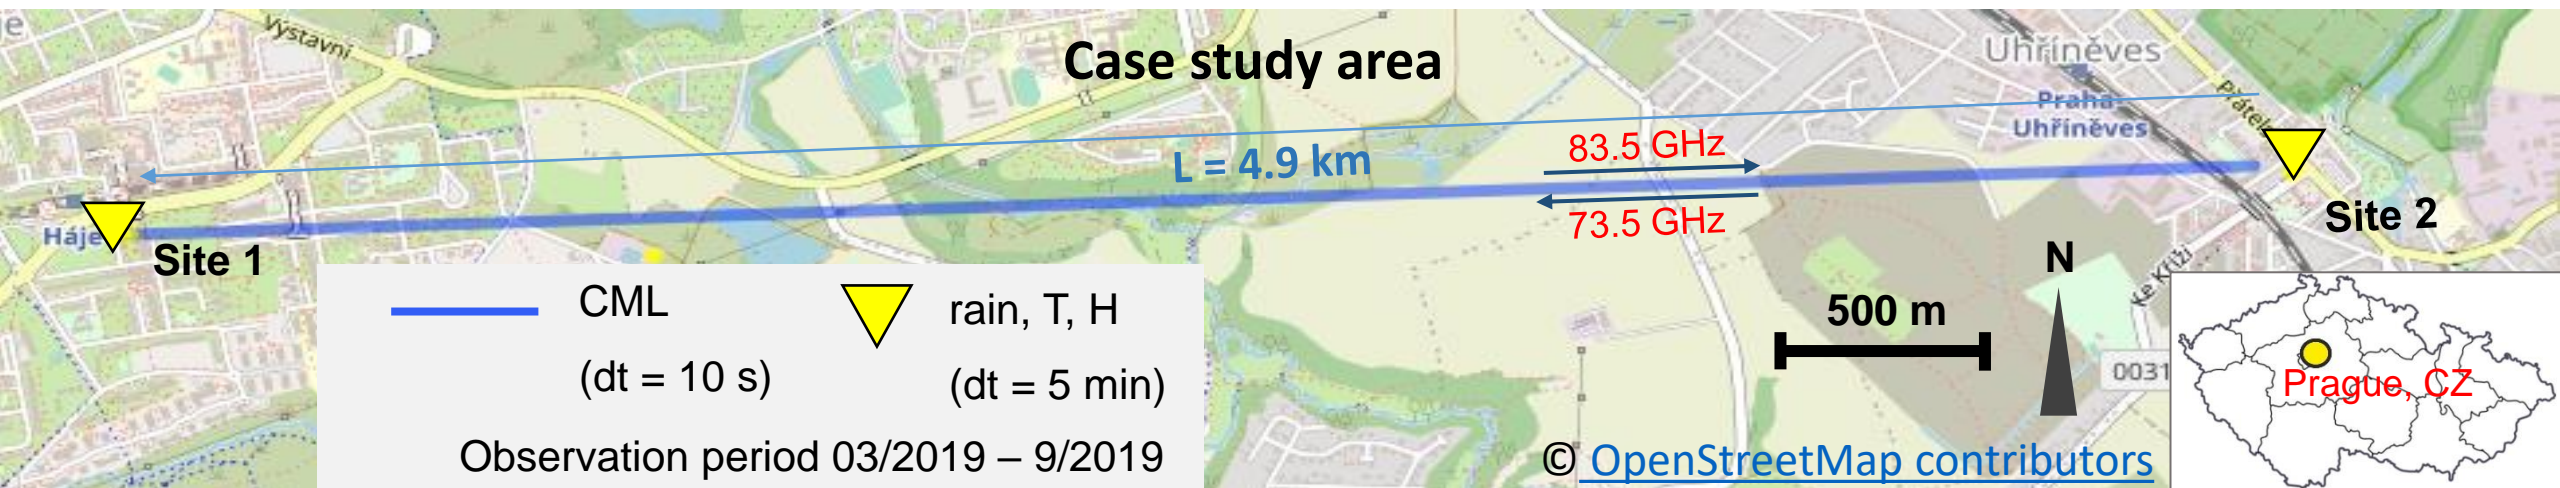 je
Výstavní
Case study area
Uhříněves
Přátel
Praha-
Uhříněves
83.5 GHz
L = 4.9 km
73.5 GHz
Háje
Site 1
Site 2
N
Ke Kříži
CML
rain, T, H
500 m
(dt = 10 s)
(dt = 5 min)
0031
Prague, CZ
Observation period 03/2019 – 9/2019
© OpenStreetMap contributors